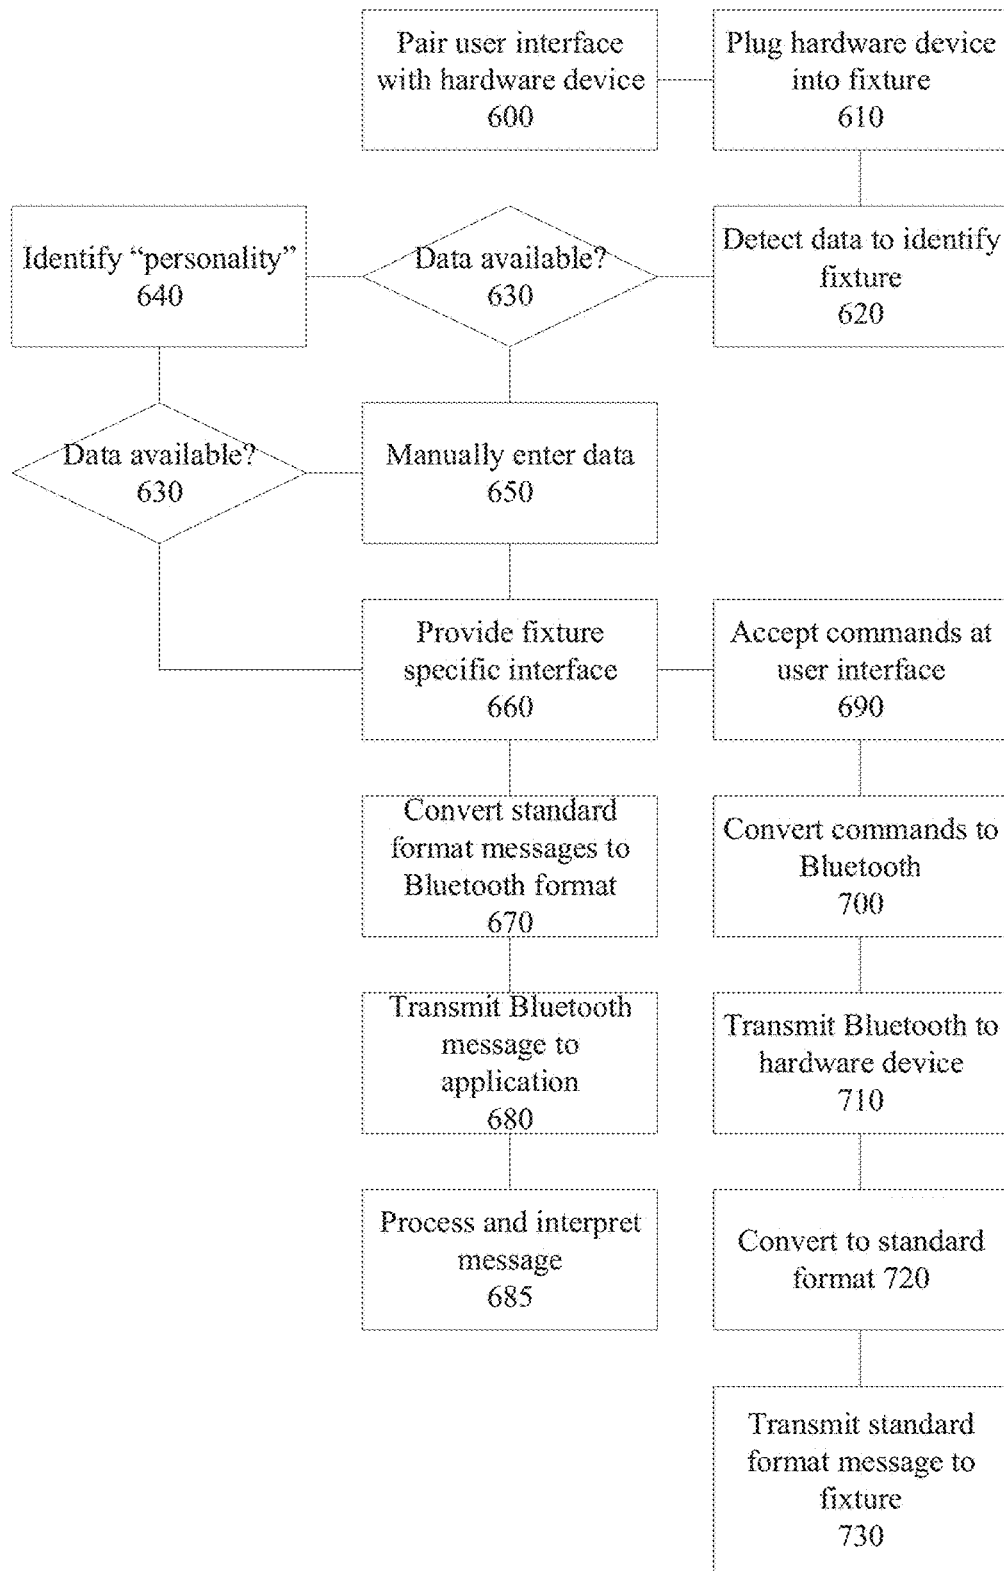 Pair user interface
with hardware device
600
Plug hardware device
into fixture
610
Identify “personality”
640
Data available?
630
Detect data to identify
fixture
620
Data available?
630
Manually enter data
650
Provide fixture
specific interface
660
Accept commands at
user interface
690
Convert standard
format messages to
Bluetooth format
670
Convert commands to
Bluetooth
700
Transmit Bluetooth
message to
application
680
Transmit Bluetooth to
hardware device
710
Process and interpret
message
685
Convert to standard
format 720
Transmit standard
format message to
fixture
730